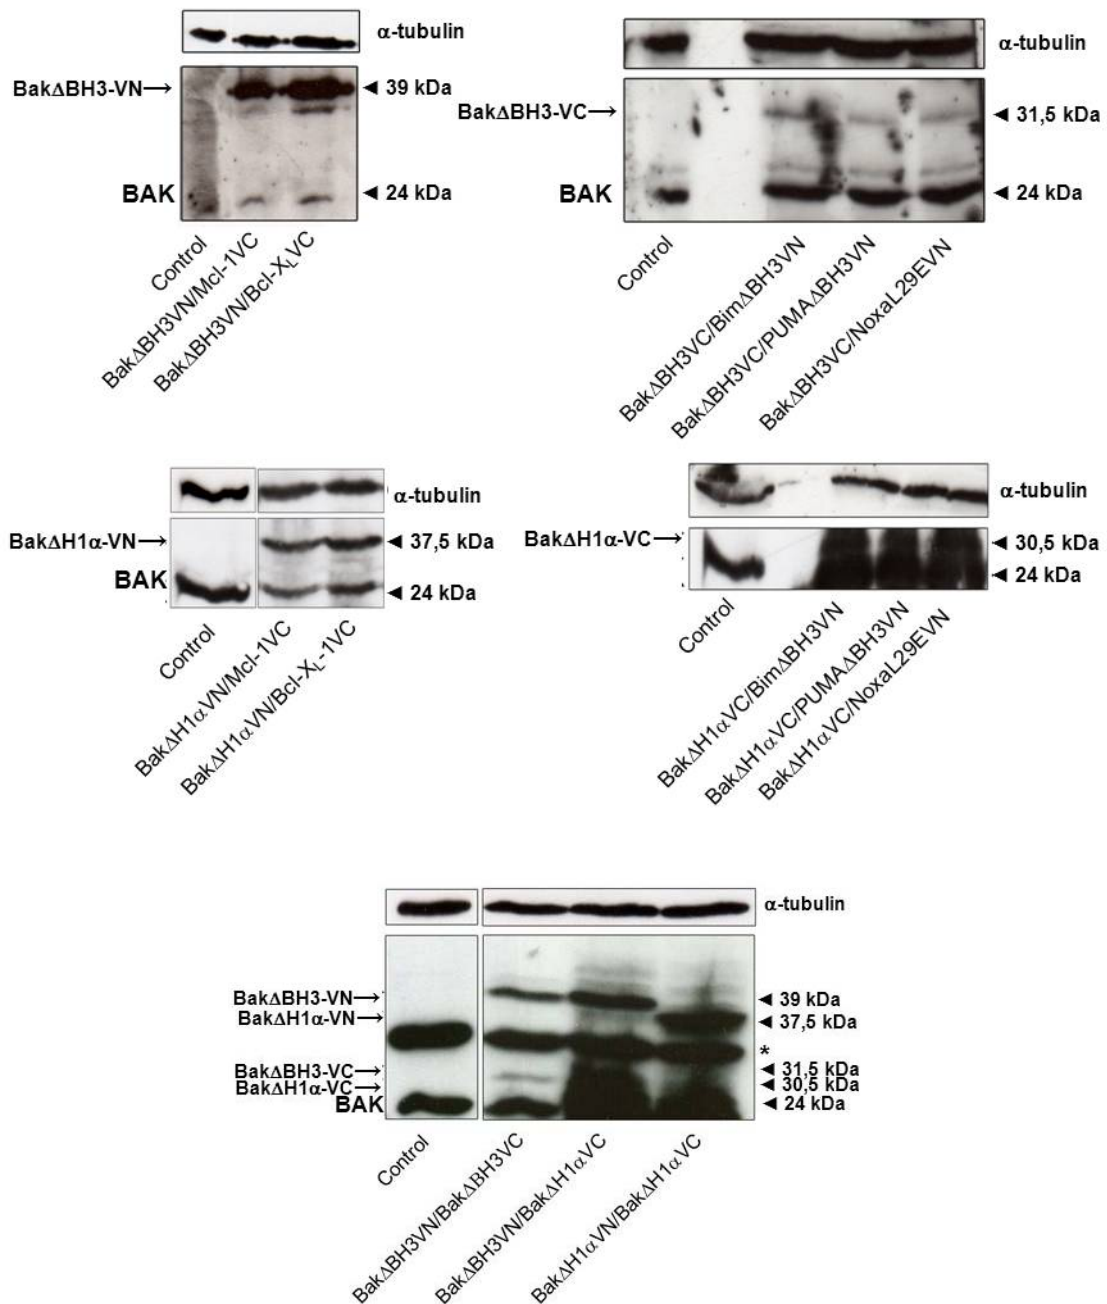 α-tubulin
BakΔBH3-VN→
◄ 39 kDa
BAK
◄ 24 kDa
Control
BakΔBH3VN/Mcl-1VC
BakΔBH3VN/Bcl-XLVC
α-tubulin
BakΔBH3-VC→
◄ 31,5 kDa
BAK
◄ 24 kDa
Control
BakΔBH3VC/BimΔBH3VN
BakΔBH3VC/PUMAΔBH3VN
BakΔBH3VC/NoxaL29EVN
α-tubulin
BakΔH1α-VN→
◄ 37,5 kDa
BAK
◄ 24 kDa
Control
BakΔH1αVN/Mcl-1VC
BakΔH1αVN/Bcl-XL-1VC
α-tubulin
BakΔH1α-VC→
◄ 30,5 kDa
◄ 24 kDa
Control
BakΔH1αVC/BimΔBH3VN
BakΔH1αVC/PUMAΔBH3VN
BakΔH1αVC/NoxaL29EVN
α-tubulin
BakΔBH3-VN→
◄ 39 kDa
BakΔH1α-VN→
◄ 37,5 kDa
*
BakΔBH3-VC→
◄ 31,5 kDa
BakΔH1α-VC→
◄ 30,5 kDa
BAK
◄ 24 kDa
Control
BakΔBH3VN/BakΔBH3VC
BakΔBH3VN/BakΔH1αVC
BakΔH1αVN/BakΔH1αVC